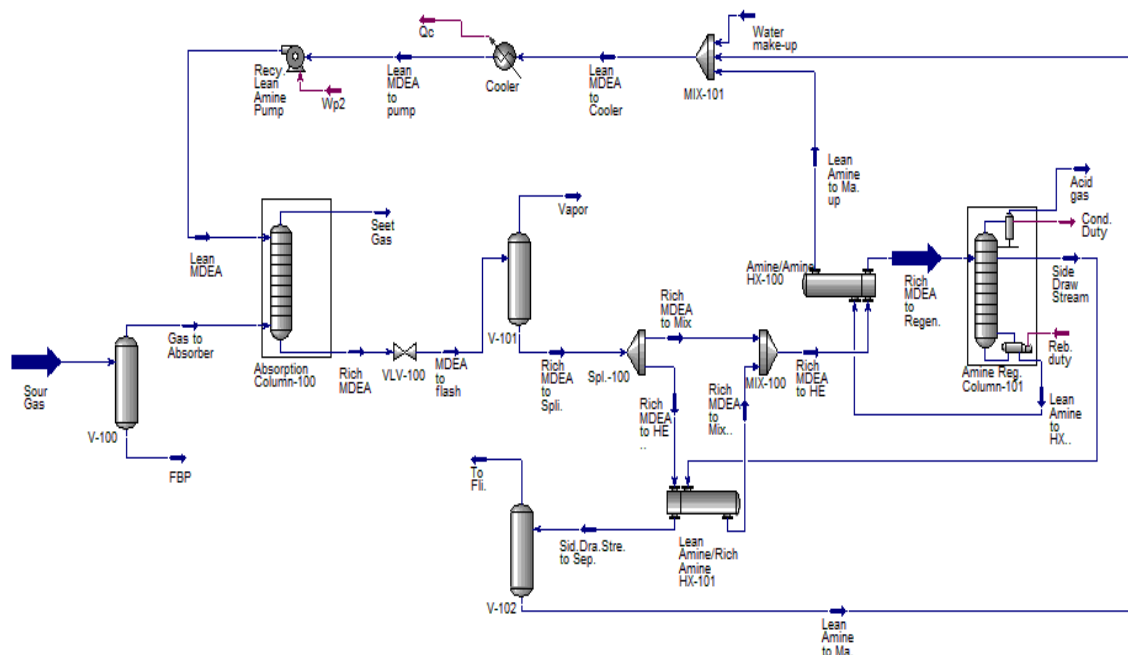 Qc
Water
make-up
Recy.
Lean
Amine
Pump
Wp2
Lean
MDEA
to
pump
Cooler
Lean
MDEA
to
Cooler
MIX-101
Lean
Amine
to Ma.
up
Acid
gas
Cond.
Duty
Side
Draw
Stream
Reb.
duty
Amine Reg.
Column-101
Lean
Amine
to
HX..
Amine/Amine
HX-100
Rich
MDEA
to
Regen.
Seet
Gas
Lean
MDEA
Gas to
Absorber
Absorption
Column-100
Rich
MDEA
VLV-100
MDEA
to
flash
Vapor
V-101
Rich
MDEA
to
Spli.
Rich
MDEA
to Mix
Spl.-100
MIX-100
Rich
MDEA
to HE
Rich
MDEA
to HE
..
Rich
MDEA
to
Mix..
Sour
Gas
V-100
FBP
To
Fli.
Sid.Dra.Stre.
to Sep.
Lean
Amine/Rich
Amine
HX-101
V-102
Lean
Amine
to Ma